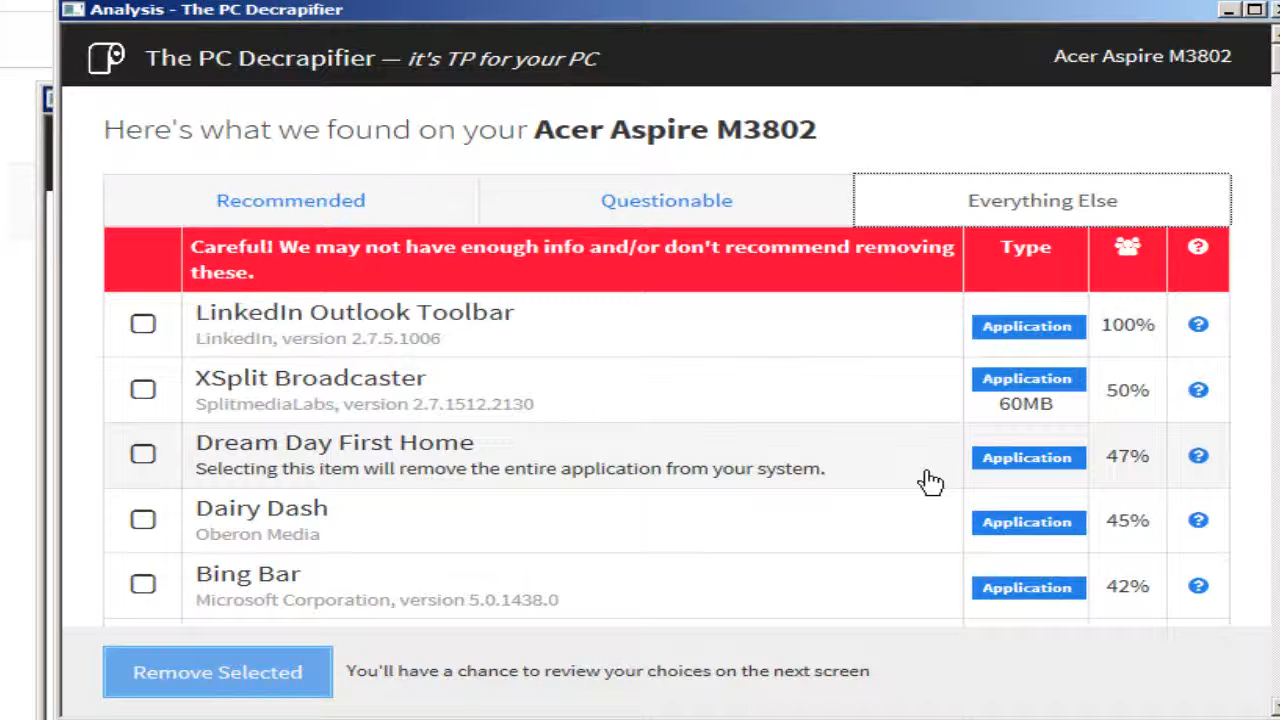 Analysis - The PC Decrapifier
The PC Decrapifier — it's TP for your PC
Acer Aspire M3802
Here's what we found on your Acer Aspire M3802
Recommended
Questionable
Everything Else
Careful! We may not have enough info and/or don't recommend removing
these.
Type
LinkedIn Outlook Toolbar
LinkedIn, version 2.7.5.1006
Application
100%
XSplit Broadcaster
SplitmediaLabs, version 2.7.1512.2130
Application
60MB
50%
Dream Day First Home
Selecting this item will remove the entire application from your system.
Application
47%
Dairy Dash
Oberon Media
Application
45%
Bing Bar
Microsoft Corporation, version 5.0.1438.0
Application
42%
Remove Selected
You'll have a chance to review your choices on the next screen